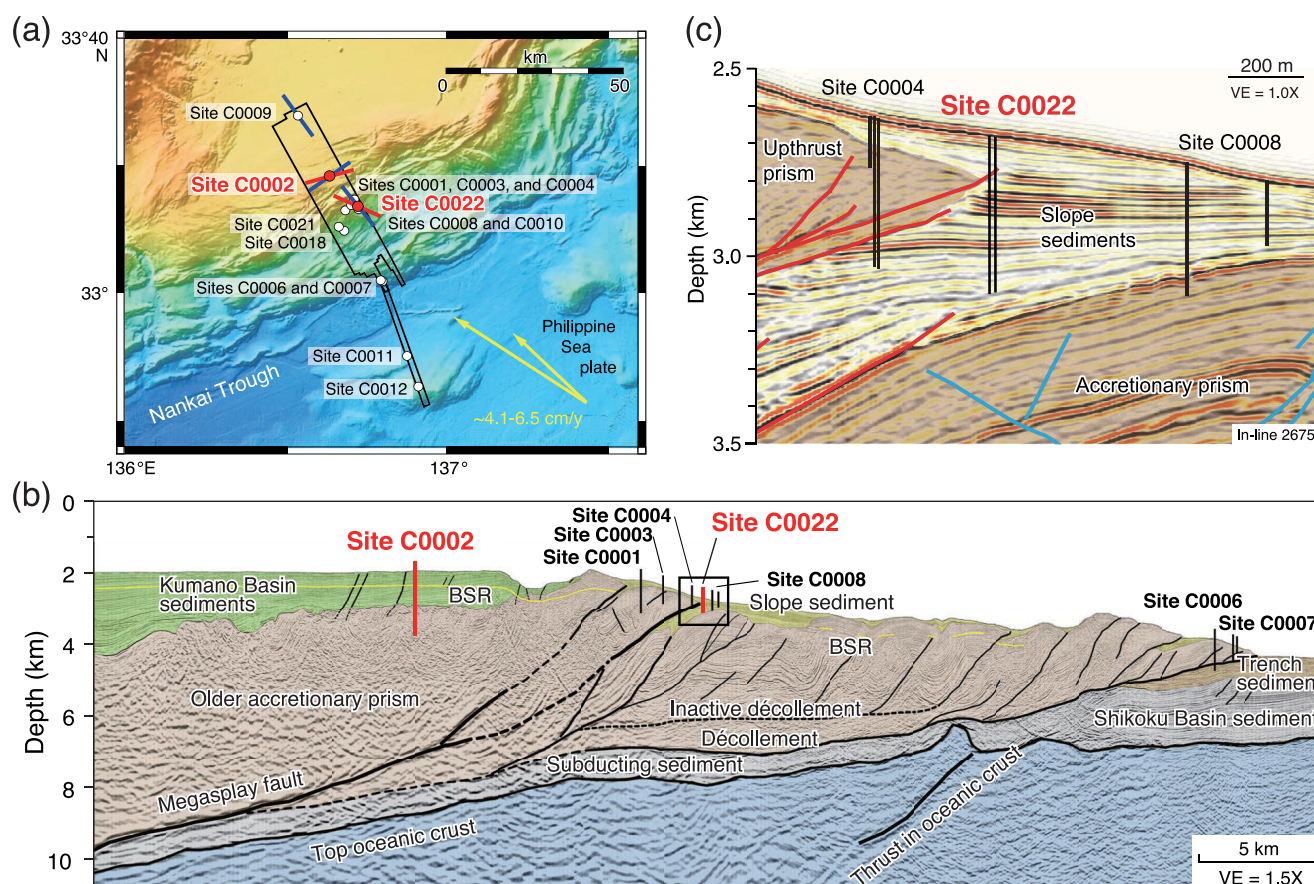 (a)
33°40'
N
km
0
50
Site C0009
Site C0002
Sites C0001, C0003, and C0004
Site C0022
Site C0021
Sites C0008 and C0010
Site C0018
33°
Sites C0006 and C0007
Philippine
Sea
plate
Site C0011
Site C0012
Nankai Trough
~4.1-6.5 cm/y
136°E
137°
(c)
2.5
200 m
VE = 1.0X
Site C0004
Site C0022
Site C0008
Upthrust
prism
Slope
sediments
Depth (km)
3.0
Accretionary prism
3.5
In-line 2675
(b)
0
Site C0004
Site C0022
Site C0003
Site C0002
Site C0001
2
Site C0008
Kumano Basin
sediments
BSR
Slope sediment
Site C0006
Site C0007
4
BSR
Depth (km)
Older accretionary prism
Trench
sediment
Inactive décollement
6
Shikoku Basin sediment
Décollement
Subducting sediment
8
Megasplay fault
Top oceanic crust
Thrust in oceanic crust
10
5 km
VE = 1.5X